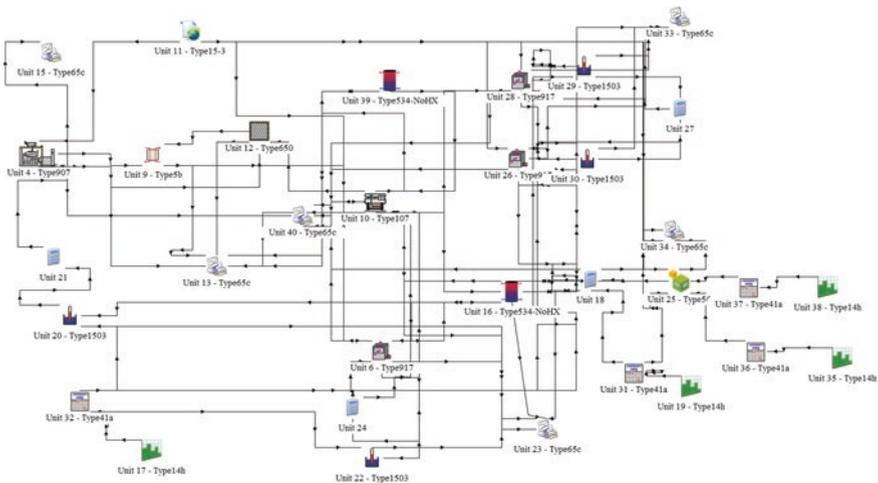 Unit 33 - Type65c
Unit 11 - Type15-3
Unit 15 - Type65c
Unit 29 - Type1503
Unit 28 - Type917
Unit 39 - Type534-NoHX
Unit 27
Unit 12 - Type650
Unit 4 - Type907
Unit 9 - Type5b
Unit 26 -
Unit 30 - Type1503
Unit 10 - Type107
Unit 40 - Type65c
Unit 34 - Type65c
Unit 21
Unit 13 - Type65c
Unit 18
Unit 25 -
Unit 37 - Type41a
Unit 38 - Type14h
Unit 16 - Type534-NoHX
Unit 20 - Type1503
Unit 6 - Type917
Unit 36 - Type41a
Unit 35 - Type14h
Unit 31 - Type41a
Unit 19 - Type14h
Unit 32 - Type41a
Unit 24
Unit 23 - Type65c
Unit 17 - Type14h
Unit 22 - Type1503